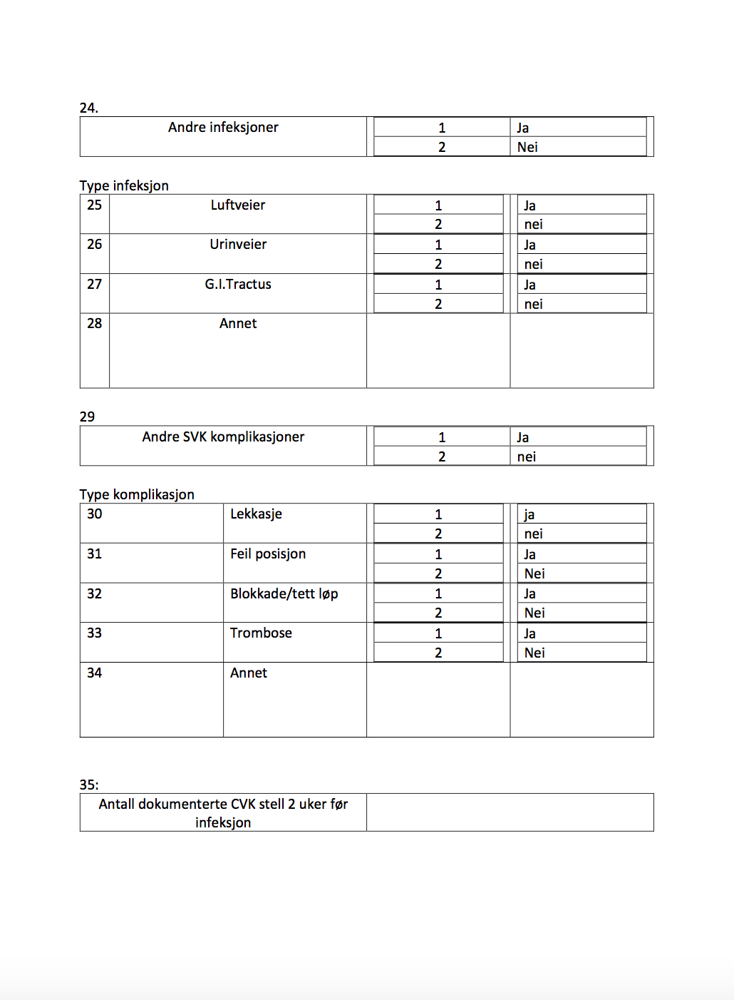 24.
Andre infeksjoner 1 Ja
2 Nei
Type infeksjon
25 Luftveier 1 Ja
2 nei
26 Urinveier 1 Ja
2 nei
27 G.I.Tractus 1 Ja
2 nei
28 Annet
29
Andre SVK komplikasjoner 1 Ja
2 nei
Type komplikasjon
30 Lekkasje 1 ja
2 nei
31 Feil posisjon 1 Ja
2 Nei
32 Blokkade/tett løp 1 Ja
2 Nei
33 Trombose 1 Ja
2 Nei
34 Annet
35:
Antall dokumenterte CVK stell 2 uker før
infeksjon